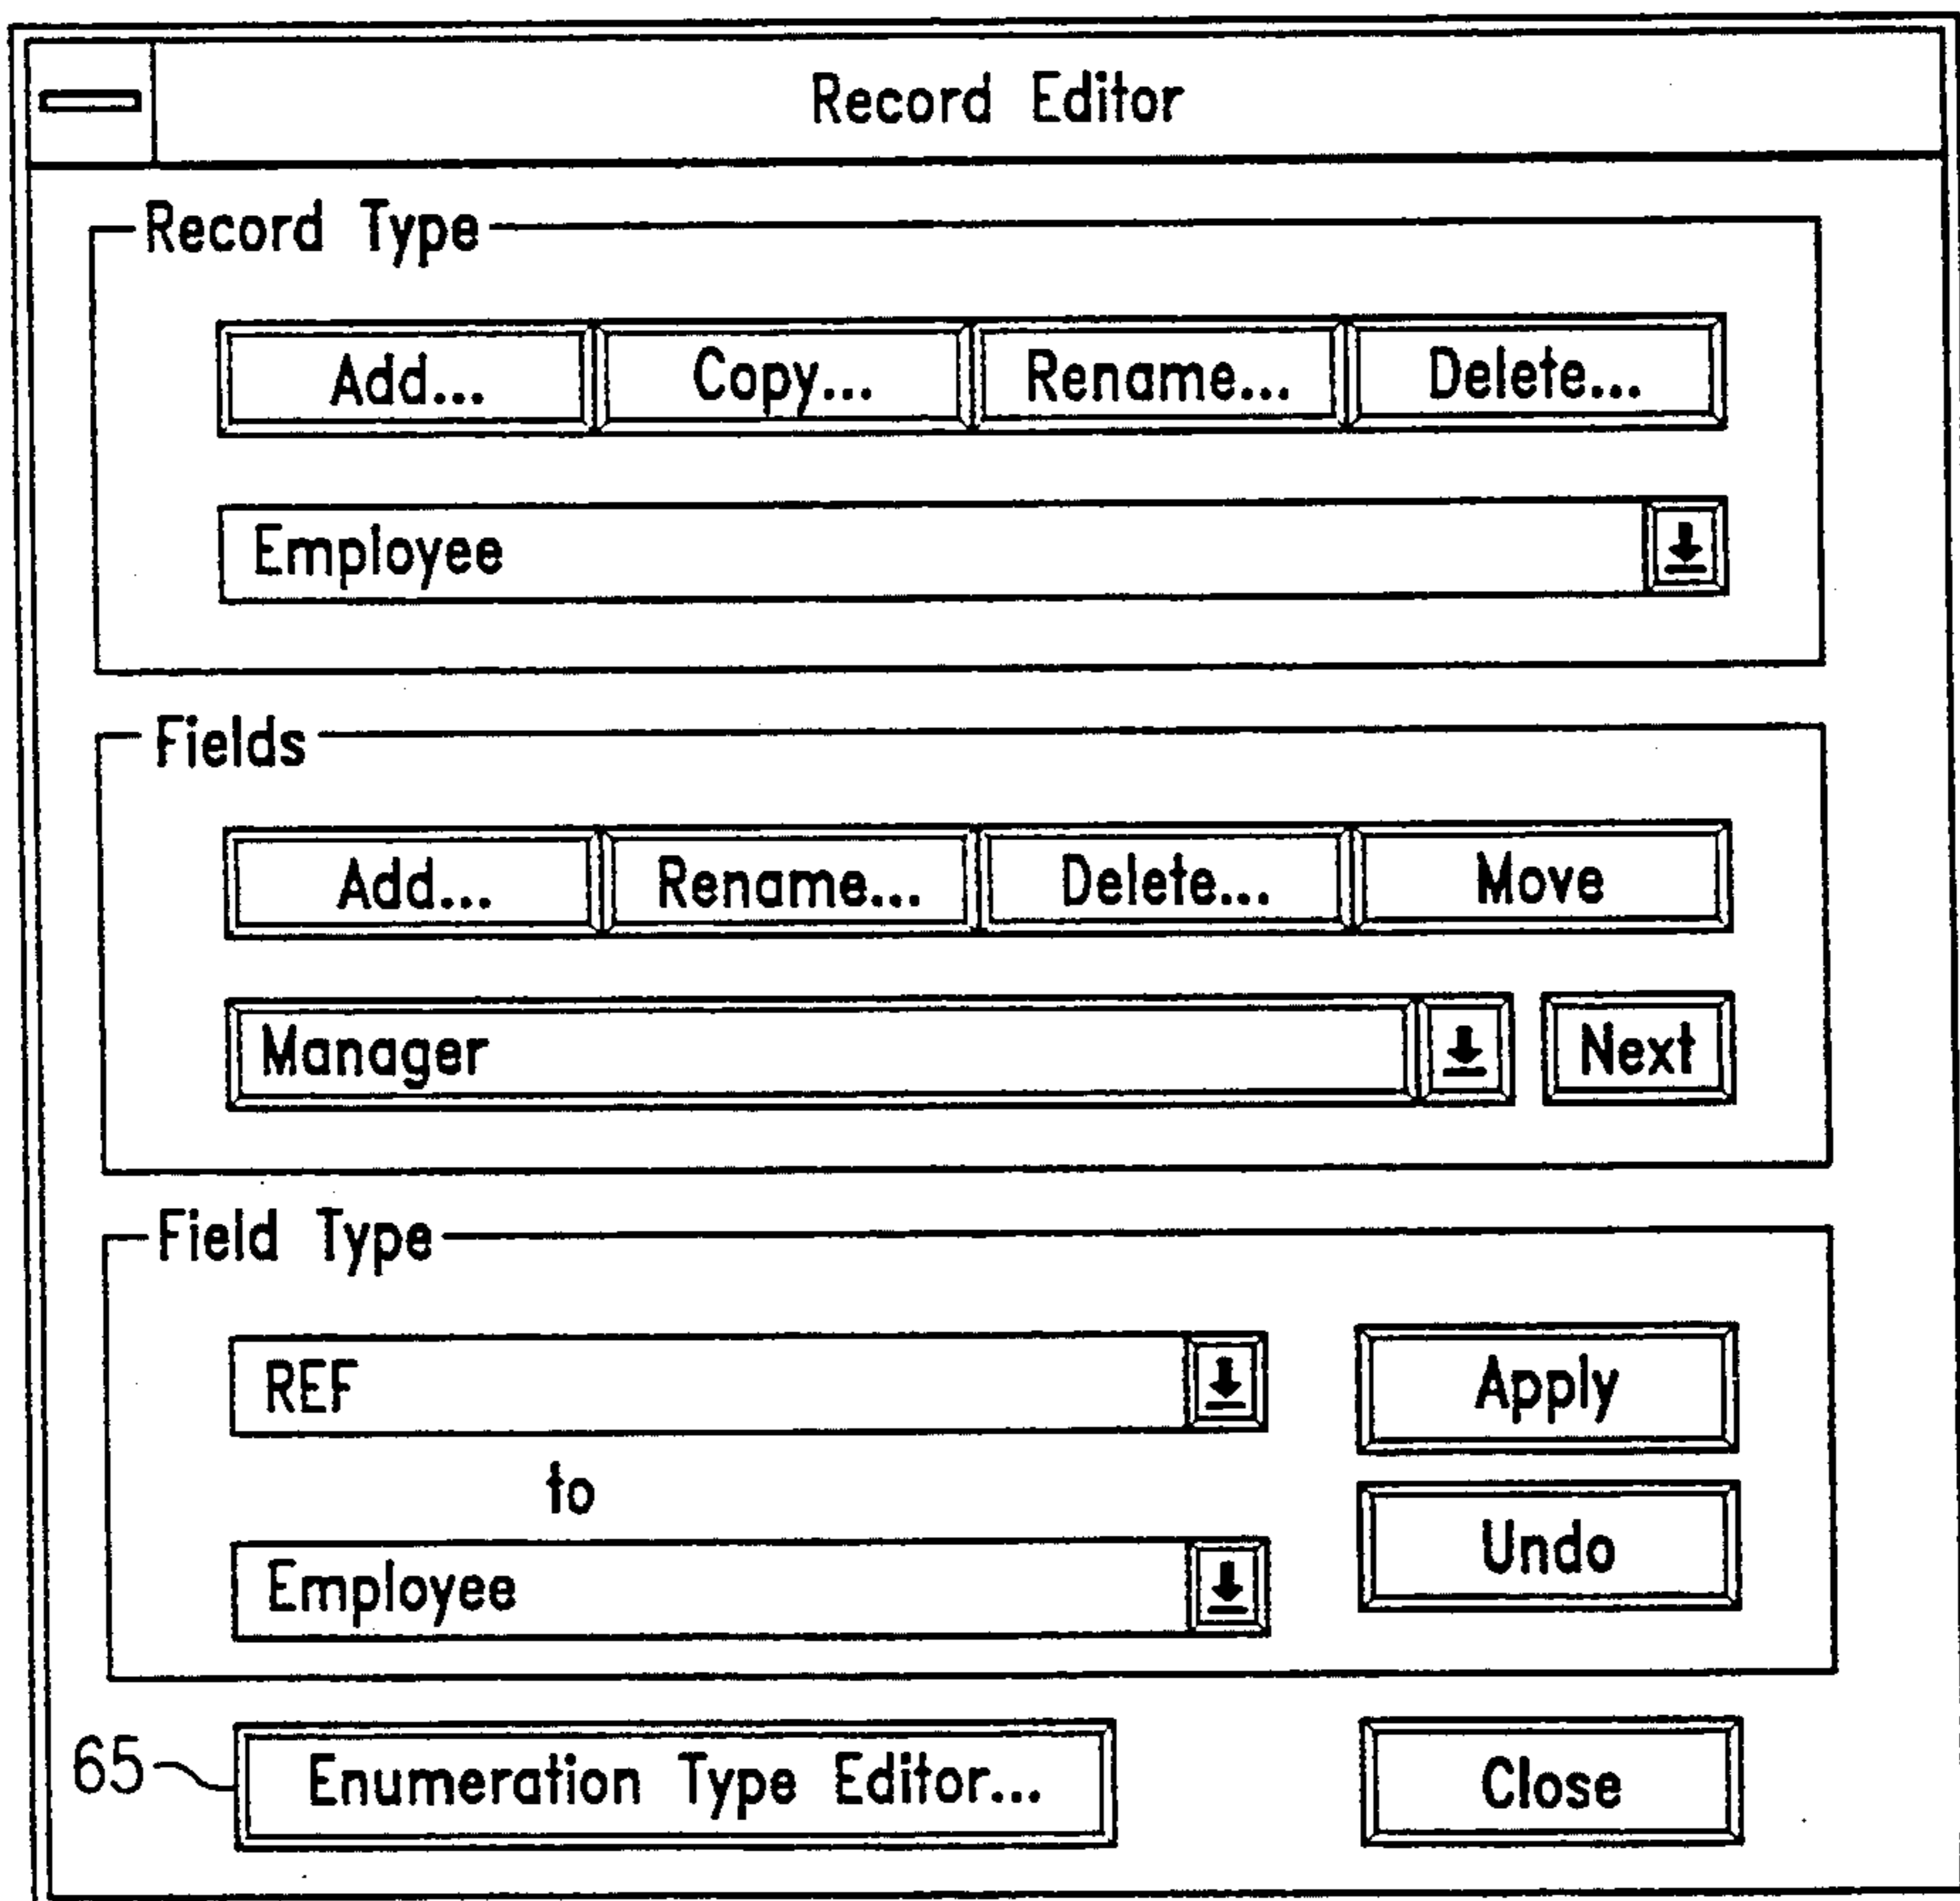 Record Editor
Record Type
Add... Copy... Rename... Delete...
Employee
Fields
Add... Rename... Delete... Move
Manager Next
Field Type
REF Apply
to
Undo
Employee
65 Enumeration Type Editor... Close